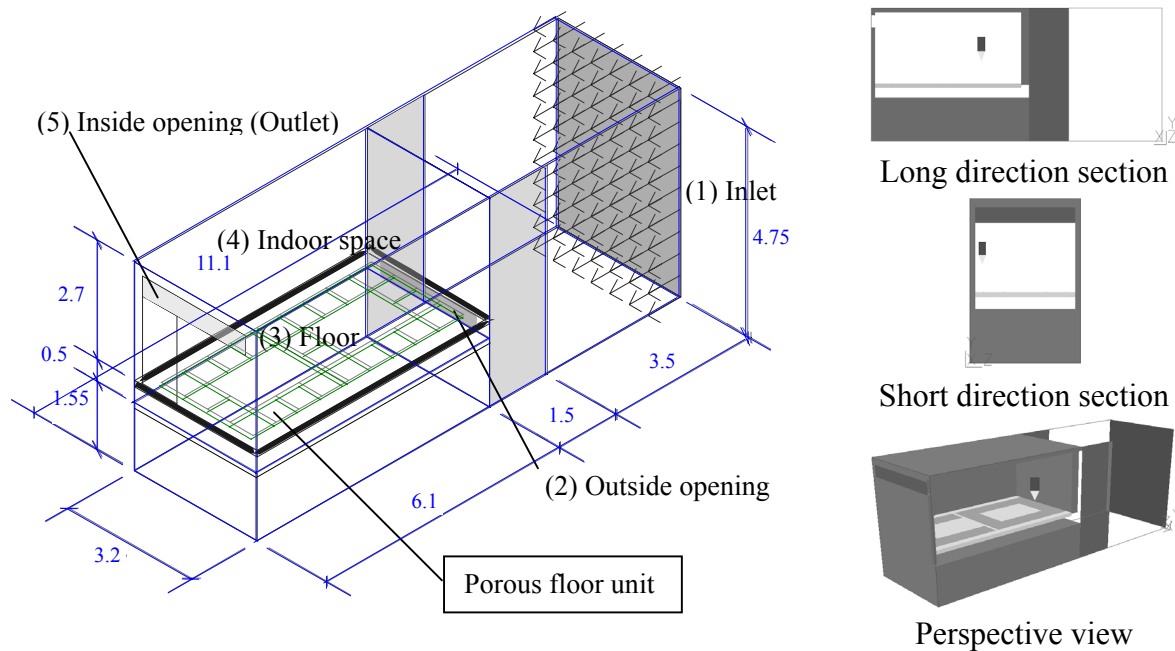 (5) Inside opening (Outlet)
(1) Inlet
4.75
(4) Indoor space
11.1
2.7
(3) Floor
0.5
1.55
3.5
1.5
(2) Outside opening
6.1
3.2
Porous floor unit
Y
X Z
Long direction section
Y
X Z
Short direction section
Perspective view